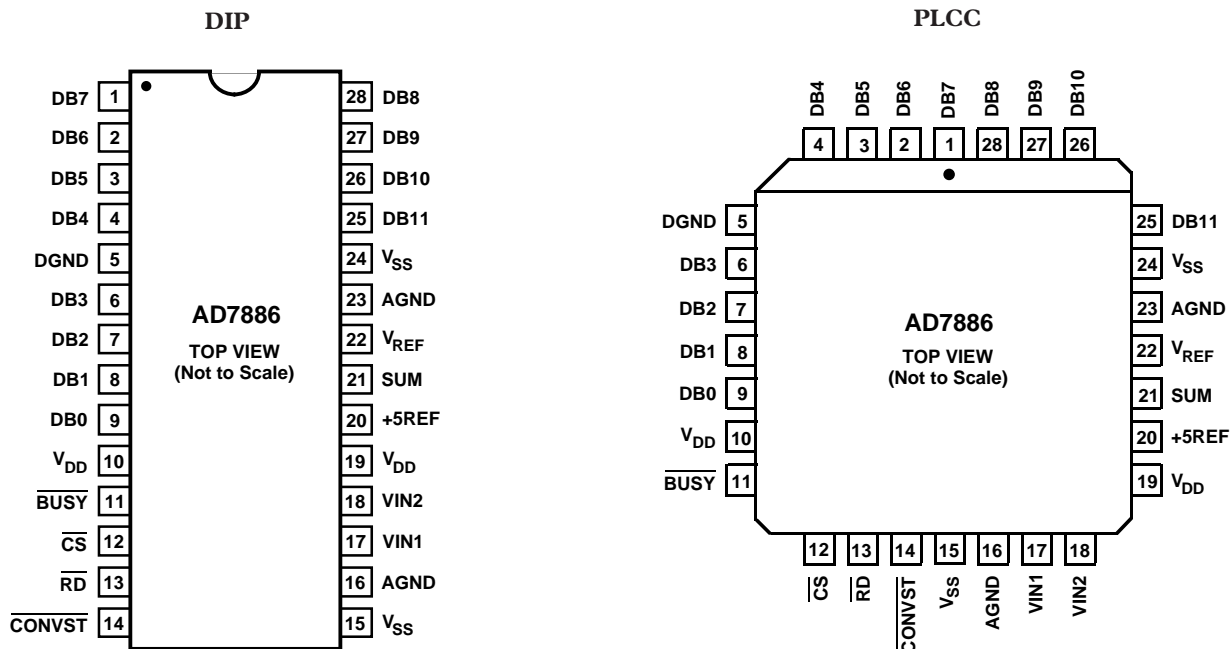 DIP
DB7 1
DB6 2
DB5 3
DB4 4
DGND 5
DB3 6
DB2 7
DB1 8
DB0 9
VDD 10
BUSY 11
CS 12
RD 13
CONVST 14
28 DB8
27 DB9
26 DB10
25 DB11
24 VSS
23 AGND
22 VREF
21 SUM
20 +5REF
19 VDD
18 VIN2
17 VIN1
16 AGND
15 VSS
AD7886
TOP VIEW
(Not to Scale)
PLCC
DB4 DB5 DB6 DB7 DB8 DB9 DB10
4 3 2 1 28 27 26
DGND 5
DB3 6
DB2 7
DB1 8
DB0 9
VDD 10
BUSY 11
25 DB11
24 VSS
23 AGND
22 VREF
21 SUM
20 +5REF
19 VDD
AD7886
TOP VIEW
(Not to Scale)
12 13 14 15 16 17 18
CS RD CONVST VSS AGND VIN1 VIN2